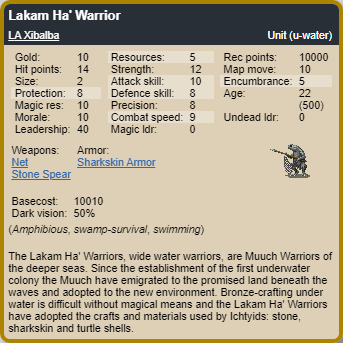 Lakam Ha' Warrior
LA Xibalba Unit (u-water)
Gold: 10 Resources: 5 Rec points: 10000
Hit points: 14 Strength: 12 Map move: 10
Size: 2 Attack skill: 10 Encumbrance: 5
Protection: 8 Defence skill: 8 Age: 22
Magic res: 10 Precision: 8 (500)
Morale: 10 Combat speed: 9 Undead ldr: 0
Leadership: 40 Magic ldr: 0
Weapons: Armor:
Net Sharkskin Armor
Stone Spear
Basecost: 10010
Dark vision: 50%
(Amphibious, swamp-survival, swimming)
The Lakam Ha' Warriors, wide water warriors, are Muuch Warriors of
the deeper seas. Since the establishment of the first underwater
colony the Muuch have emigrated to the promised land beneath the
waves and adopted to the new environment. Bronze-crafting under
water is difficult without magical means and the Lakam Ha' Warriors
have adopted the crafts and materials used by Ichtyids: stone,
sharkskin and turtle shells.